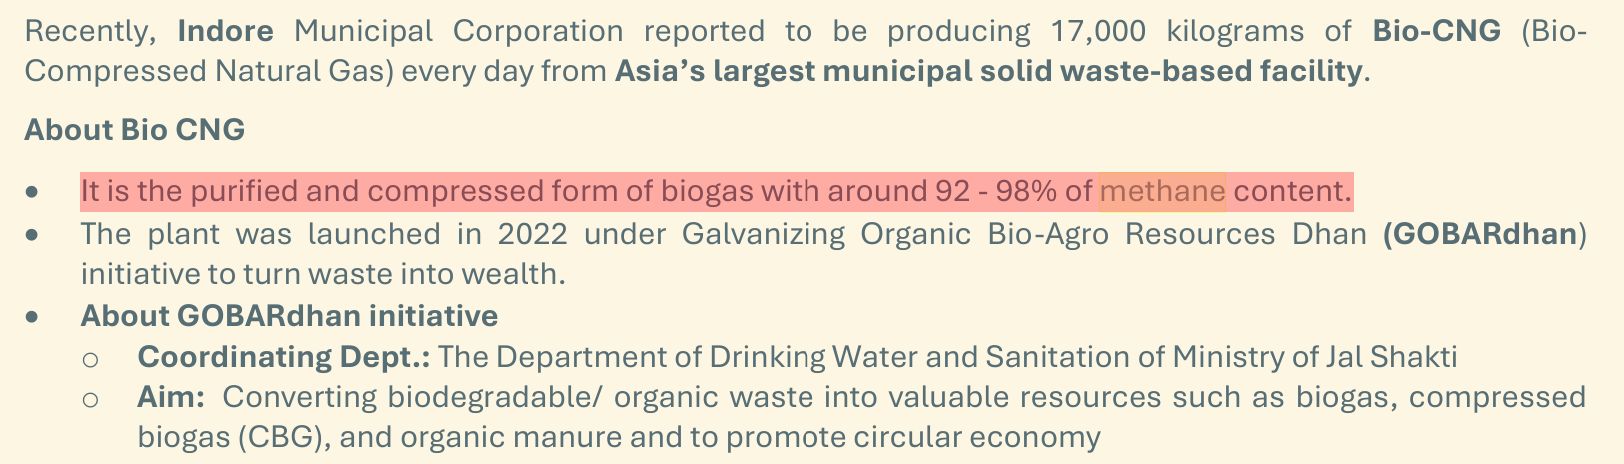 Recently, Indore Municipal Corporation reported to be producing 17,000 kilograms of Bio-CNG (Bio-
Compressed Natural Gas) every day from Asia’s largest municipal solid waste-based facility.
About Bio CNG
● It is the purified and compressed form of biogas with around 92 - 98% of methane content.
● The plant was launched in 2022 under Galvanizing Organic Bio-Agro Resources Dhan (GOBARdhan)
initiative to turn waste into wealth.
● About GOBARdhan initiative
○ Coordinating Dept.: The Department of Drinking Water and Sanitation of Ministry of Jal Shakti
○ Aim: Converting biodegradable/ organic waste into valuable resources such as biogas, compressed
biogas (CBG), and organic manure and to promote circular economy